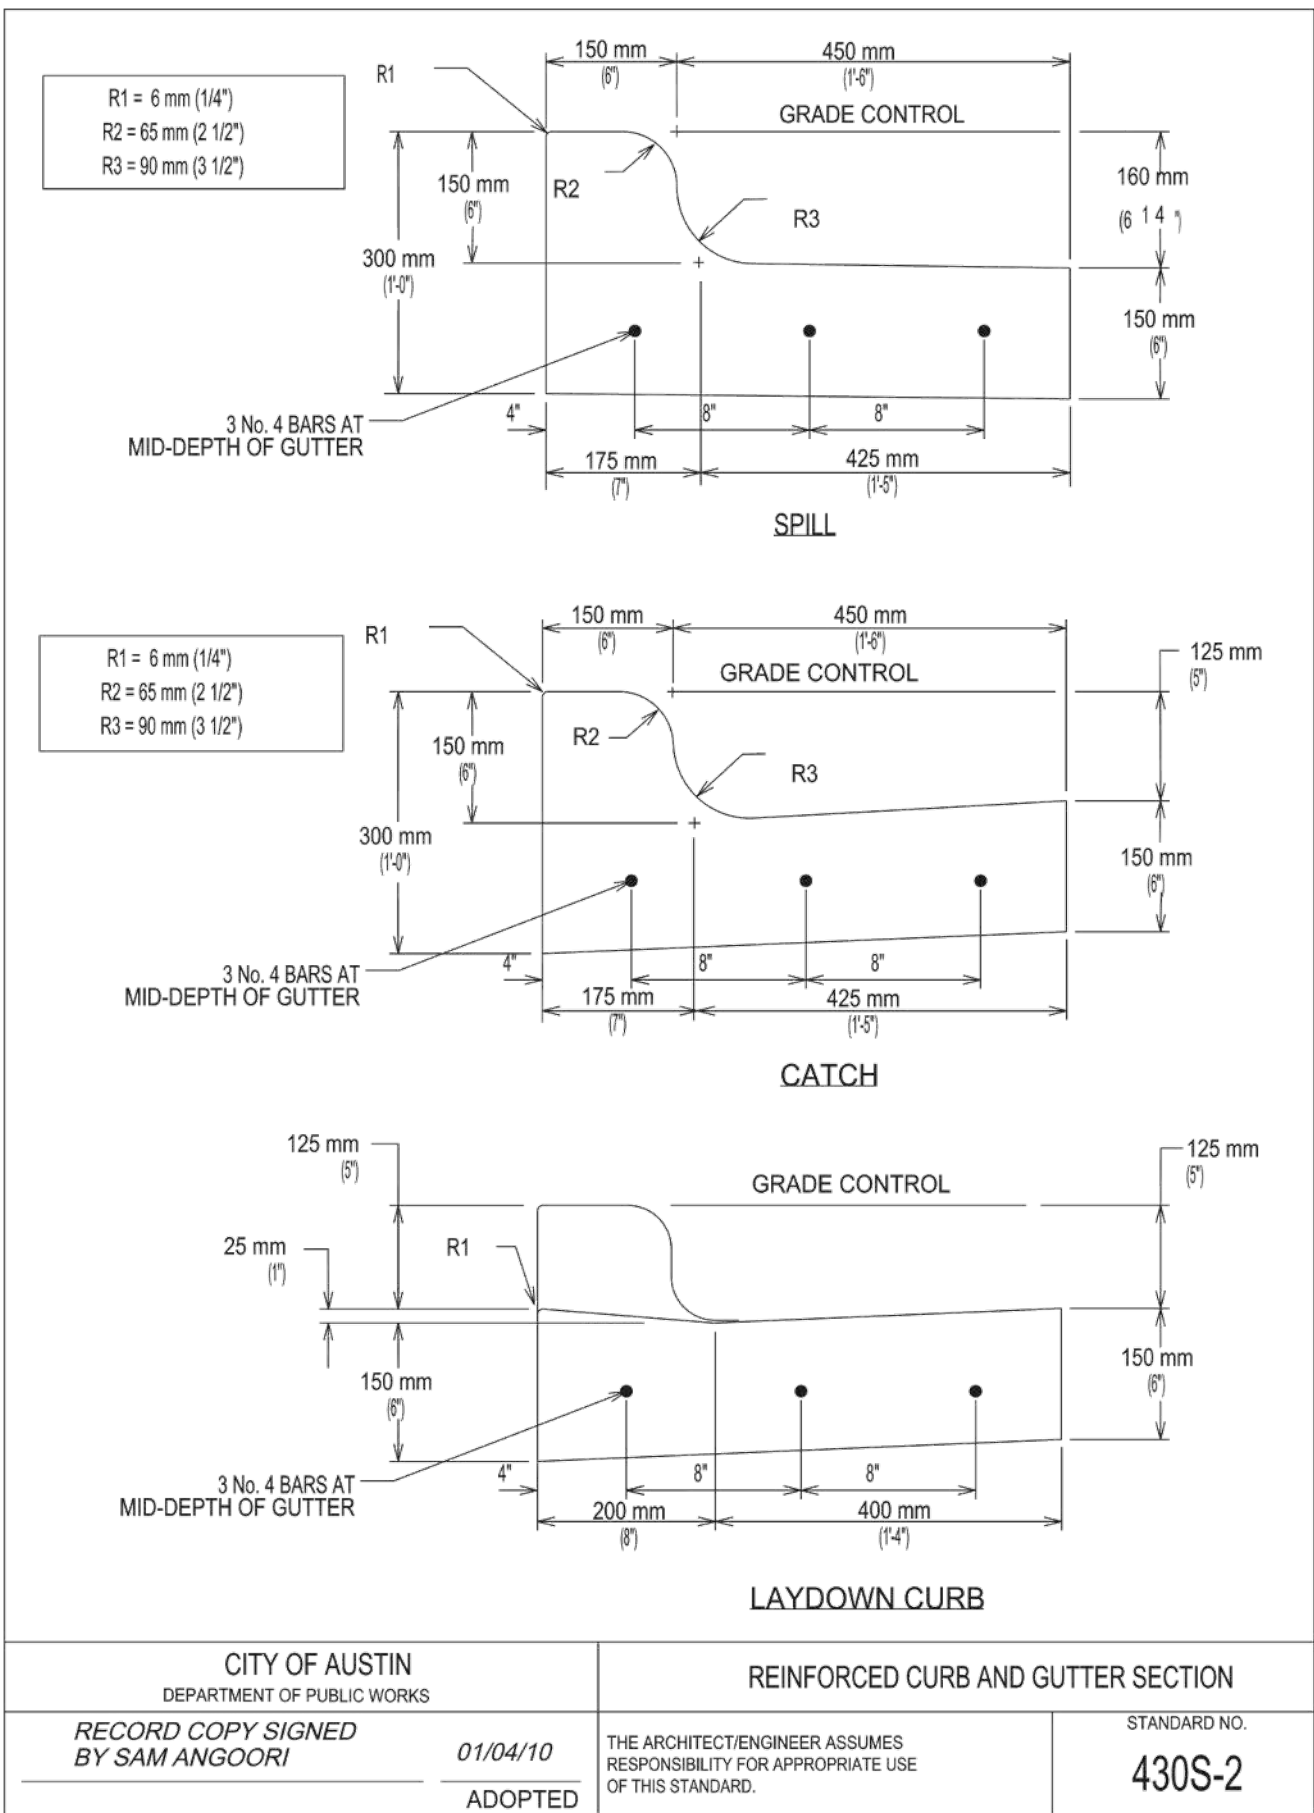 150 mm
(6")
450 mm
(1'-6")
R1
R1 = 6 mm (1/4")
R2 = 65 mm (2 1/2")
R3 = 90 mm (3 1/2")
GRADE CONTROL
150 mm
(6")
R2
R3
160 mm
(6 1 4 ")
300 mm
(1'-0")
150 mm
(6")
3 No. 4 BARS AT
MID-DEPTH OF GUTTER
4"
8"
8"
175 mm
(7")
425 mm
(1'-5")
SPILL
150 mm
(6")
450 mm
(1'-6")
R1
R1 = 6 mm (1/4")
R2 = 65 mm (2 1/2")
R3 = 90 mm (3 1/2")
GRADE CONTROL
125 mm
(5")
150 mm
(6")
R2
R3
300 mm
(1'-0")
150 mm
(6")
3 No. 4 BARS AT
MID-DEPTH OF GUTTER
4"
8"
8"
175 mm
(7")
425 mm
(1'-5")
CATCH
125 mm
(5")
GRADE CONTROL
125 mm
(5")
25 mm
(1")
R1
150 mm
(6")
150 mm
(6")
3 No. 4 BARS AT
MID-DEPTH OF GUTTER
4"
8"
8"
200 mm
(8")
400 mm
(1'-4")
LAYDOWN CURB
CITY OF AUSTIN
DEPARTMENT OF PUBLIC WORKS
REINFORCED CURB AND GUTTER SECTION
RECORD COPY SIGNED
BY SAM ANGOORI
01/04/10
ADOPTED
THE ARCHITECT/ENGINEER ASSUMES
RESPONSIBILITY FOR APPROPRIATE USE
OF THIS STANDARD.
STANDARD NO.
430S-2